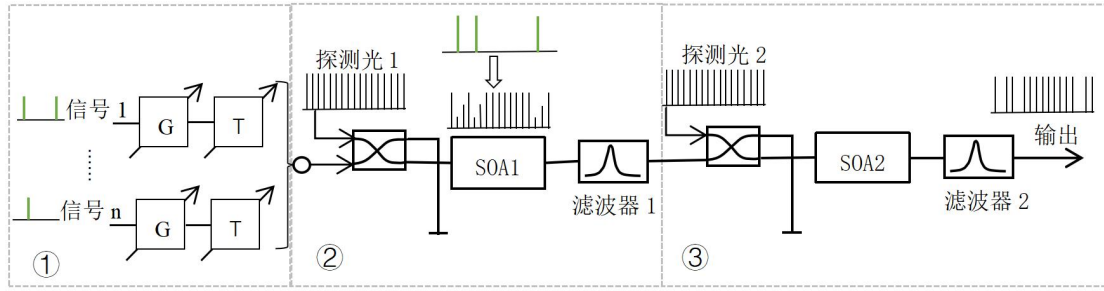 信号 1
G
T
信号 n
G
T
①
探测光 1
SOA1
滤波器 1
②
探测光 2
SOA2
滤波器 2
输出
③